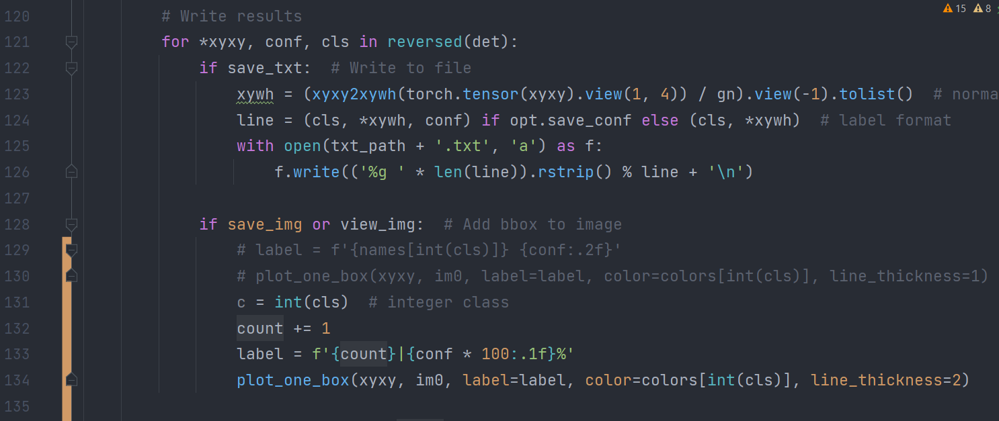 15 8
120 # Write results
121 for *xyxy, conf, cls in reversed(det):
122 if save_txt:  # Write to file
123 xywh = (xyxy2xywh(torch.tensor(xyxy).view(1, 4)) / gn).view(-1).tolist()  # norma
124 line = (cls, *xywh, conf) if opt.save_conf else (cls, *xywh)  # label format
125 with open(txt_path + '.txt', 'a') as f:
126 f.write(('%g ' * len(line)).rstrip() % line + '\n')
127
128 if save_img or view_img:  # Add bbox to image
129 # label = f'{names[int(cls)]} {conf:.2f}'
130 # plot_one_box(xyxy, im0, label=label, color=colors[int(cls)], line_thickness=1)
131 c = int(cls)  # integer class
132 count += 1
133 label = f'{count}|{conf * 100:.1f}%'
134 plot_one_box(xyxy, im0, label=label, color=colors[int(cls)], line_thickness=2)
135